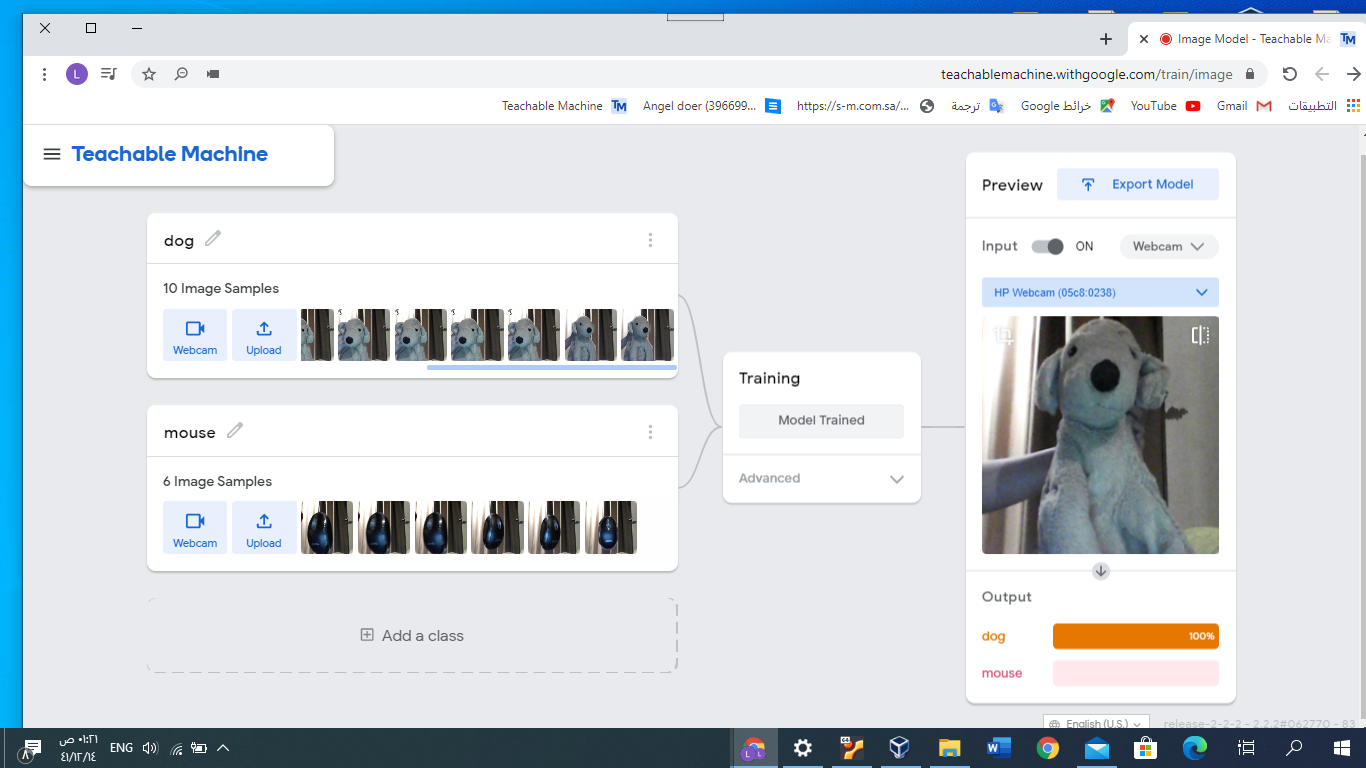 Image Model - Teachable Ma
teachablemachine.withgoogle.com/train/image
L
Teachable Machine
Angel doer (396699...
https://s-m.com.sa/...
ترجمة
خرائط Google
YouTube
Gmail
التطبيقات
Teachable Machine
dog
10 Image Samples
Webcam
Upload
mouse
6 Image Samples
Webcam
Upload
Add a class
Training
Model Trained
Advanced
Preview
Export Model
Input
ON
Webcam
HP Webcam (05c8:0238)
Output
dog
100%
mouse
English (U.S.)
release-2-2-2 - 2.2.2#062770 - 83
ENG
٠١:٢١ ص
٤١/١٢/١٤